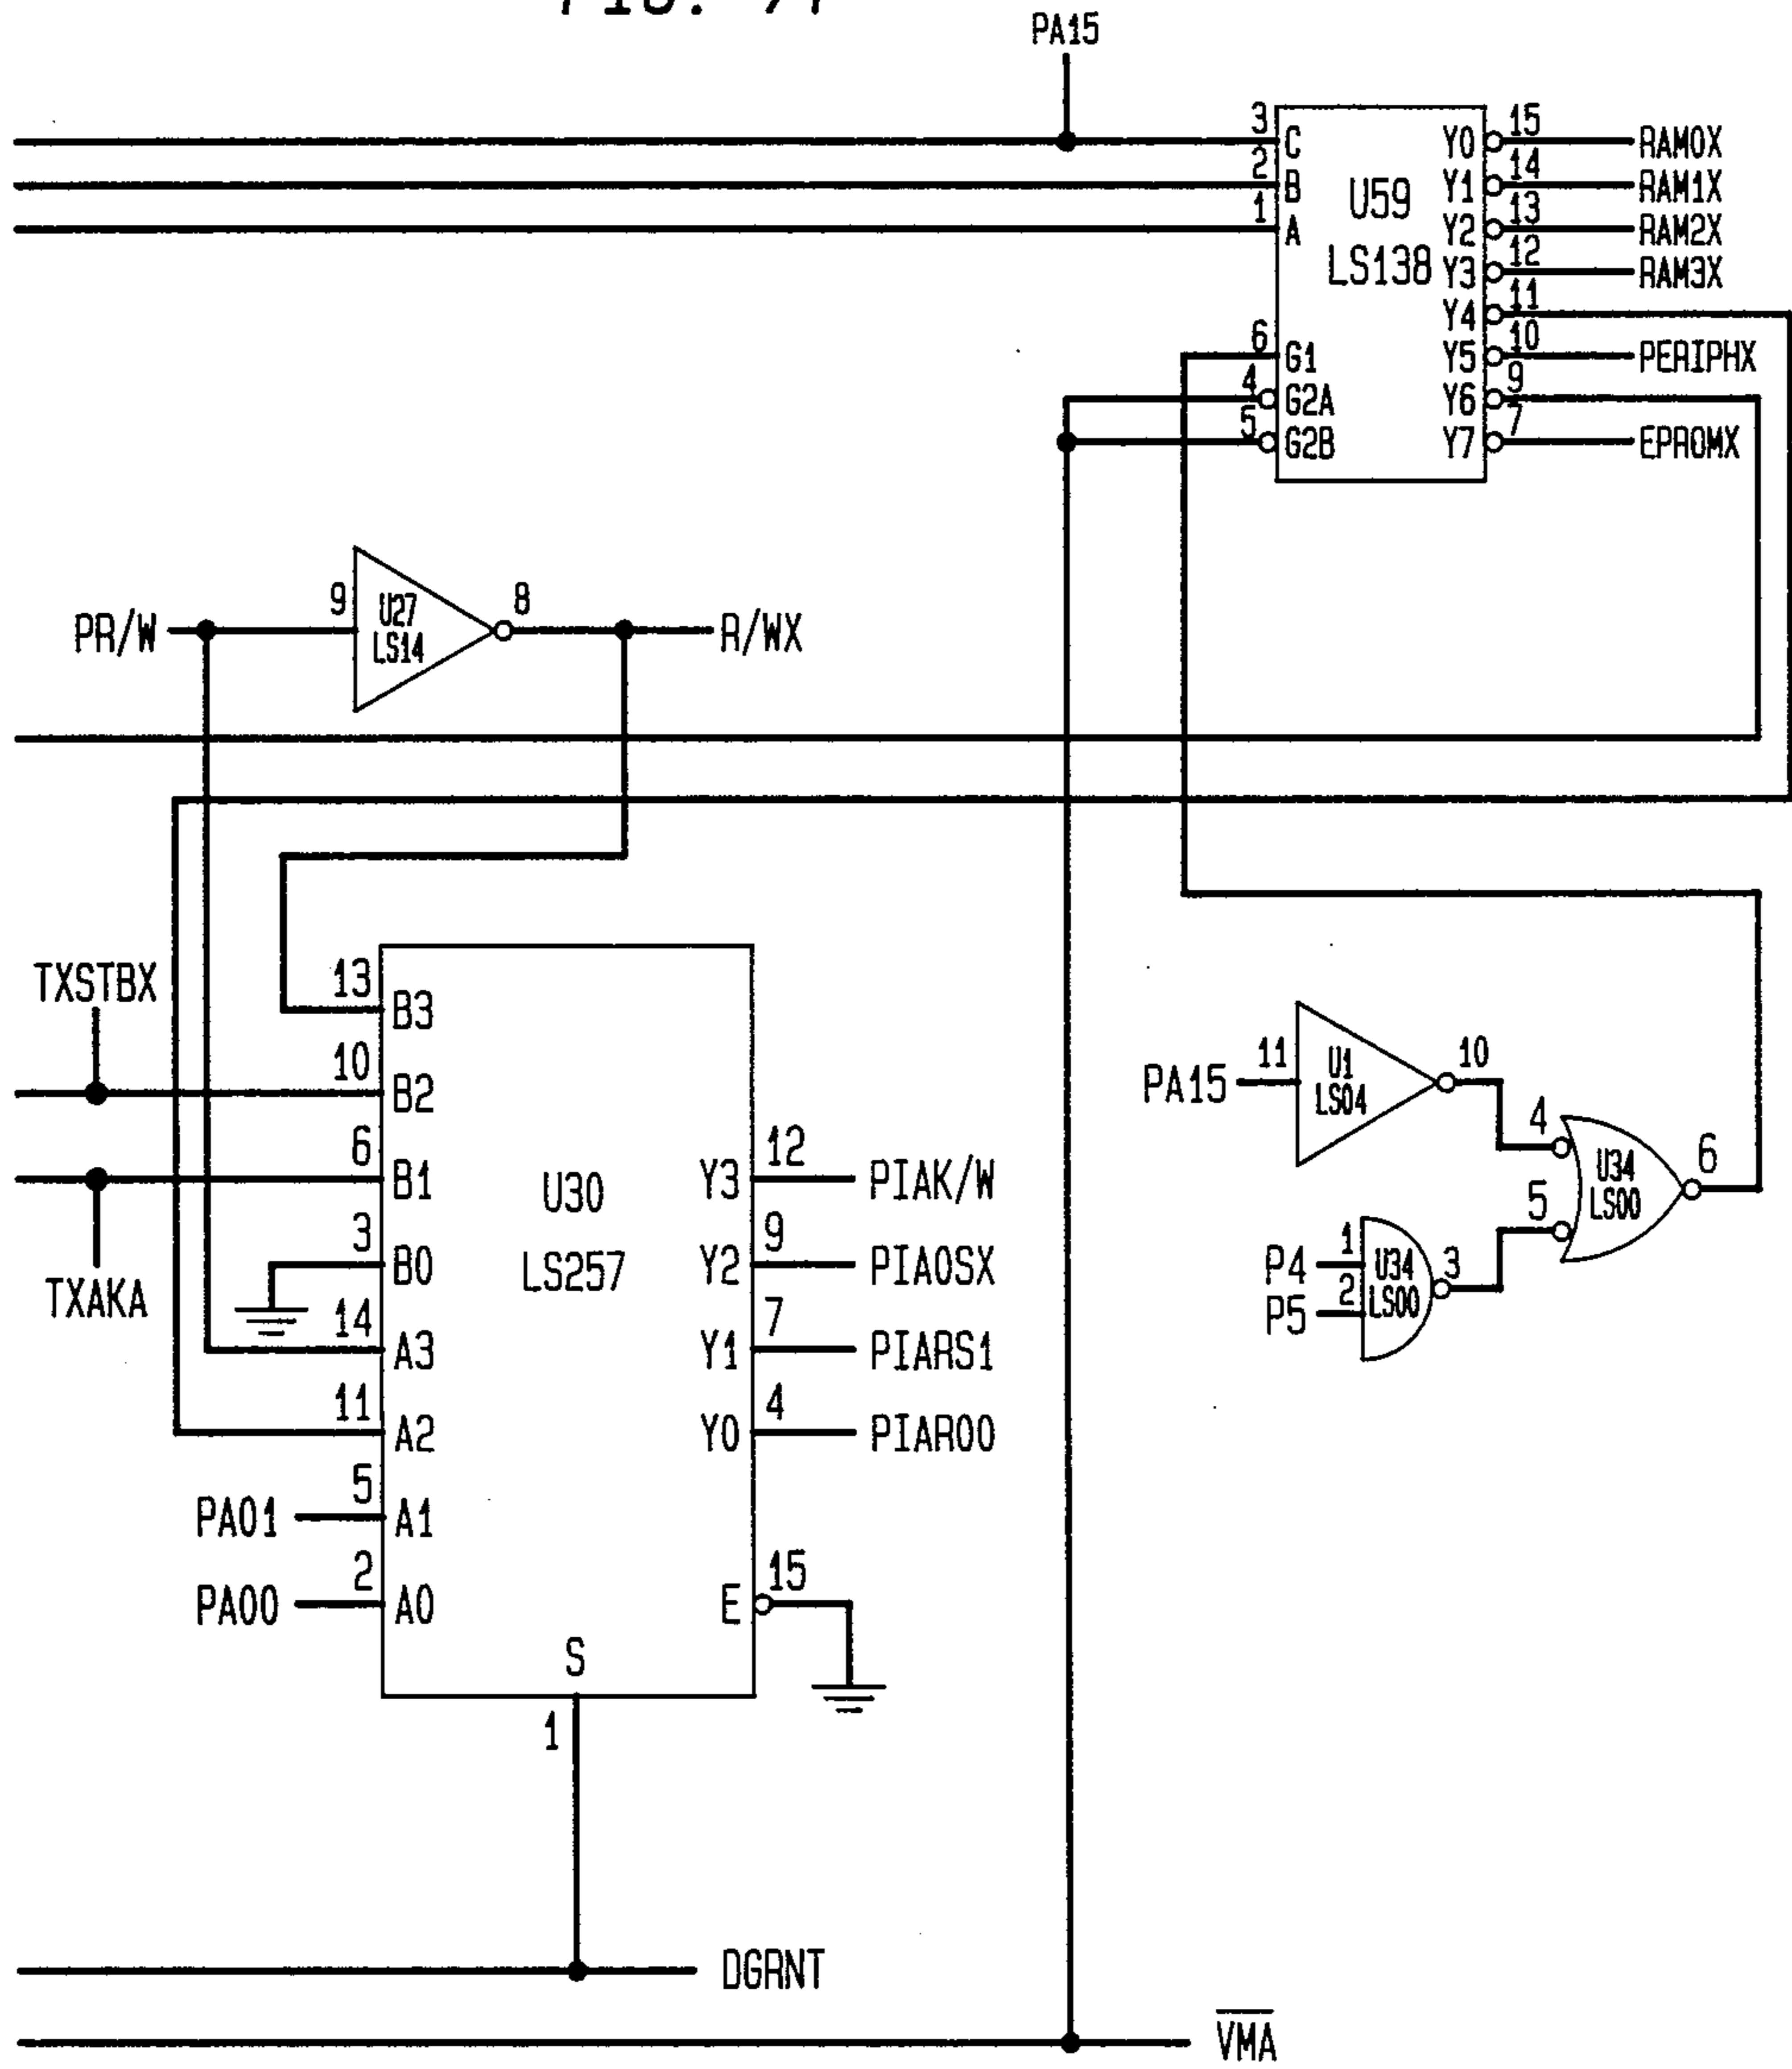 PA15
3 C Y0 15 RAM0X
2 B Y1 14 RAM1X
1 A Y2 13 RAM2X
U59
LS138
Y3 12 RAM3X
Y4 11
6 G1 Y5 10 PERIPHX
4 G2A Y6 9
5 G2B Y7 7 EPROMX
PR/W 9 U27 8 R/WX
LS14
TXSTBX
13 B3
10 B2
6 B1
TXAKA
3 B0
14 A3
11 A2
PA01 5 A1
PA00 2 A0
U30
LS257
Y3 12 PIAK/W
Y2 9 PIA0SX
Y1 7 PIARS1
Y0 4 PIAR00
E 15
S
1
PA15 11 U1 10
LS04
4
5
U34 6
LS00
P4 1 U34 3
P5 2 LS00
DGRNT
VMA